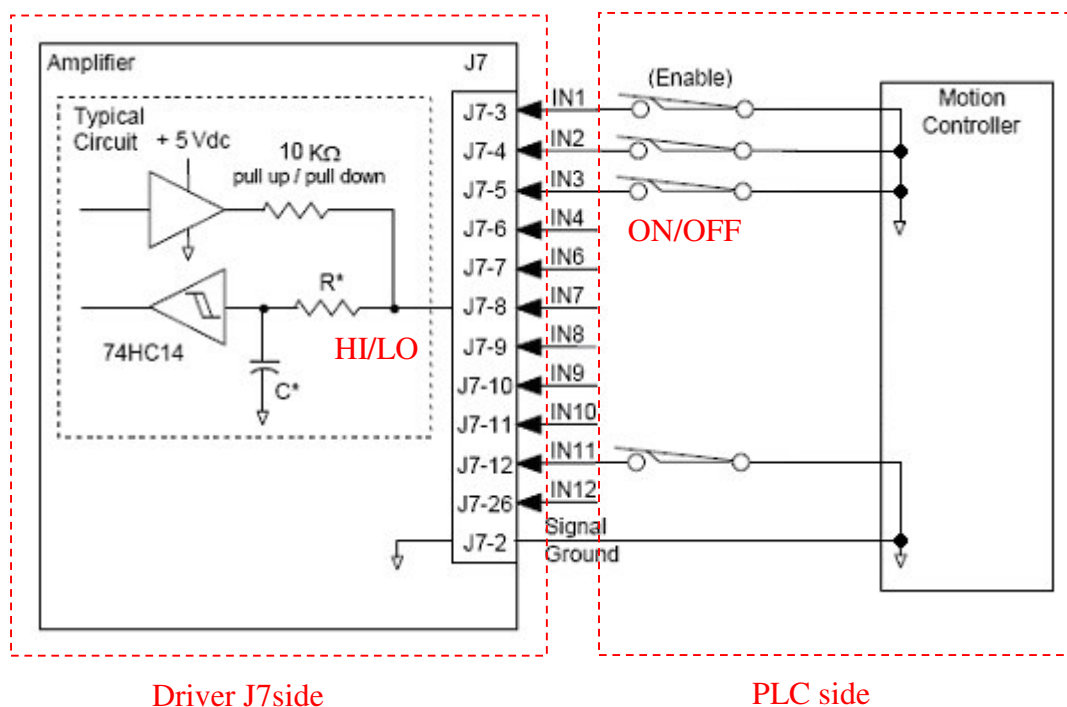 Amplifier
J7
Typical
Circuit
+ 5 Vdc
10 KΩ
pull up / pull down
R*
74HC14
C*
HI/LO
J7-3
J7-4
J7-5
J7-6
J7-7
J7-8
J7-9
J7-10
J7-11
J7-12
J7-26
J7-2
IN1
IN2
IN3
IN4
IN6
IN7
IN8
IN9
IN10
IN11
IN12
Signal
Ground
(Enable)
ON/OFF
Motion
Controller
Driver J7side
PLC side